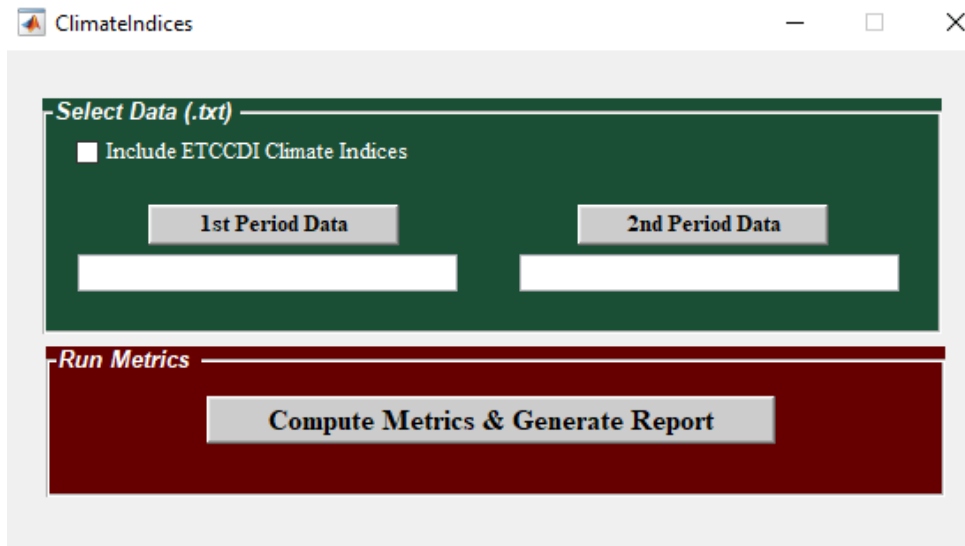 ClimateIndices
Select Data (.txt)
Include ETCCDI Climate Indices
1st Period Data
2nd Period Data
Run Metrics
Compute Metrics & Generate Report